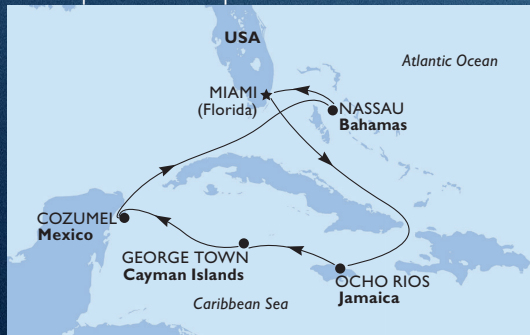 USA
Atlantic Ocean
MIAMI
(Florida)
NASSAU
Bahamas
COZUMEL
Mexico
GEORGE TOWN
Cayman Islands
OCHO RIOS
Jamaica
Caribbean Sea